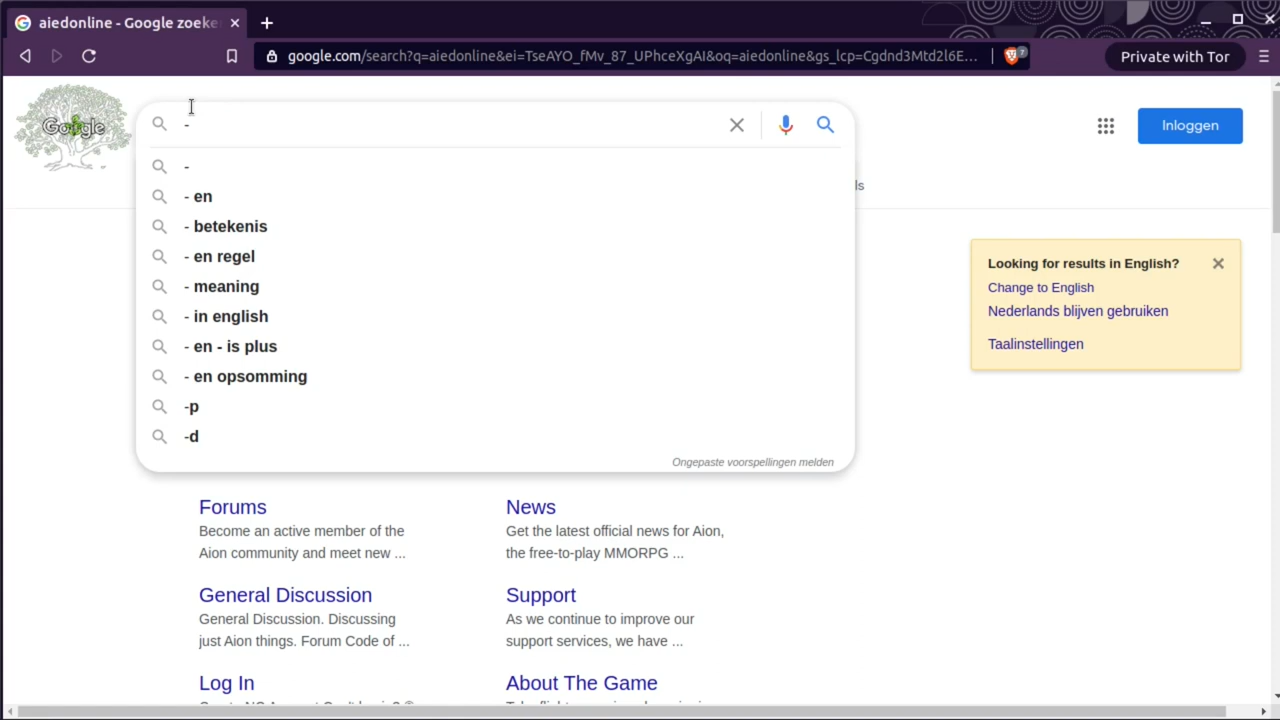 aiedonline - Google zoeke
google.com/search?q=aiedonline&ei=TseAYO_fMv_87_UPhceXgAI&oq=aiedonline&gs_lcp=Cgdnd3Mtd2l6E...
7
Private with Tor
Google
-
Inloggen
-
- en
- betekenis
- en regel
- meaning
- in english
- en - is plus
- en opsomming
-p
-d
Ongepaste voorspellingen melden
ls
Looking for results in English?
Change to English
Nederlands blijven gebruiken
Taalinstellingen
Forums
Become an active member of the
Aion community and meet new ...
News
Get the latest official news for Aion,
the free-to-play MMORPG ...
General Discussion
General Discussion. Discussing
just Aion things. Forum Code of ...
Support
As we continue to improve our
support services, we have ...
Log In
About The Game